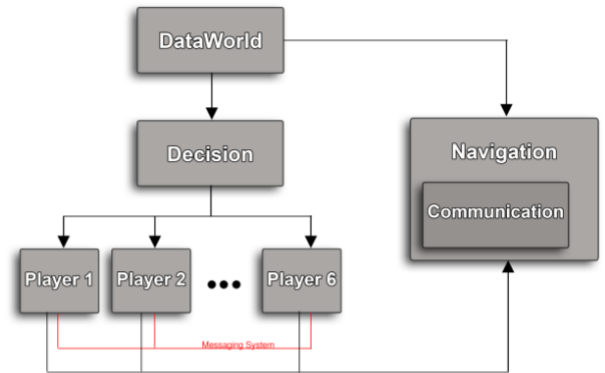 DataWorld
Decision
Navigation
Communication
Player 1
Player 2
Player 6
Messaging System